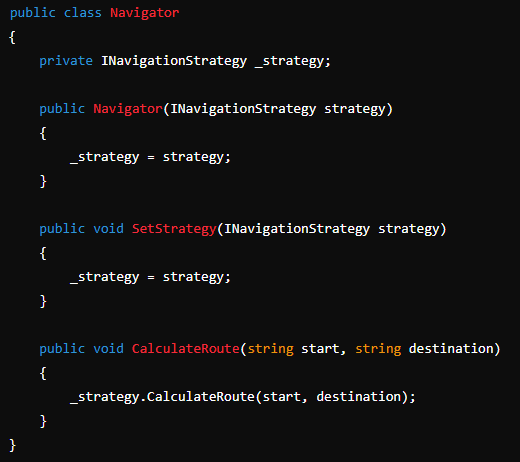 public class Navigator
{
    private INavigationStrategy _strategy;

    public Navigator(INavigationStrategy strategy)
    {
        _strategy = strategy;
    }

    public void SetStrategy(INavigationStrategy strategy)
    {
        _strategy = strategy;
    }

    public void CalculateRoute(string start, string destination)
    {
        _strategy.CalculateRoute(start, destination);
    }
}